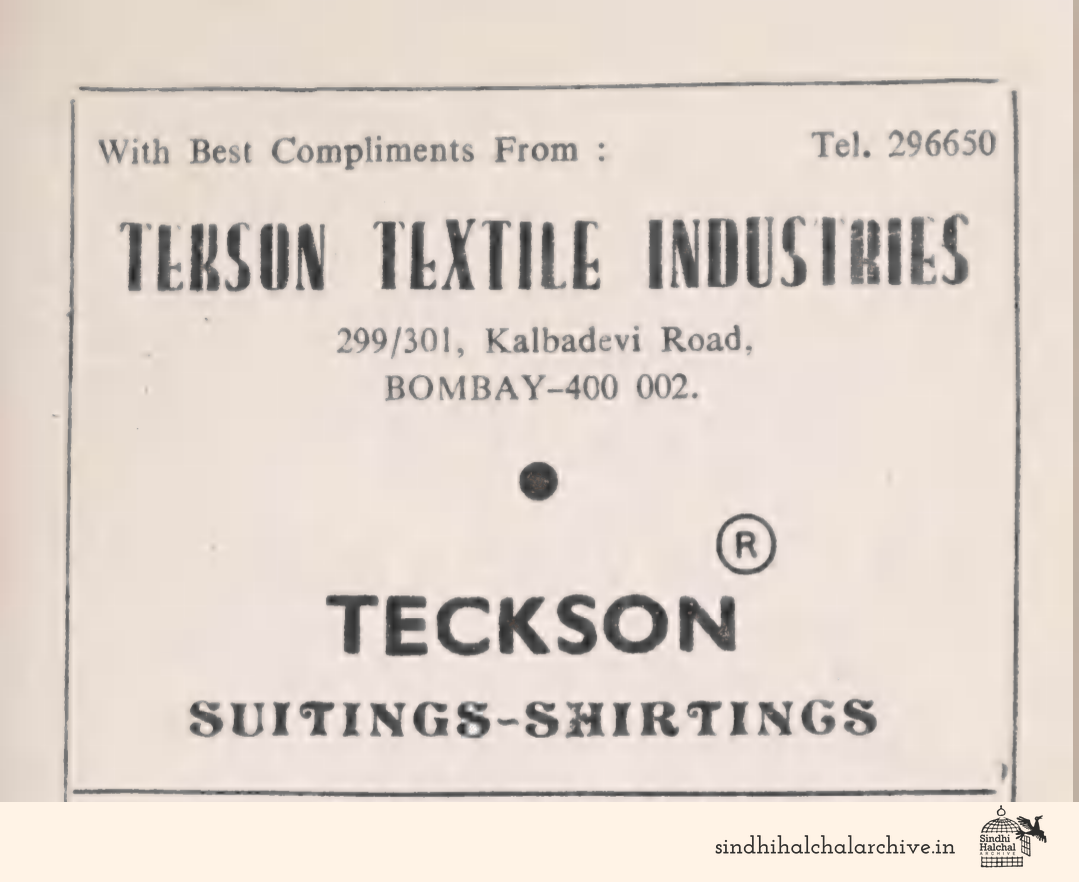 With Best Compliments From : Tel. 296650
TEKSON TEXTILE INDUSTRIES
299/301, Kalbadevi Road,
BOMBAY-400 002.
®
TECKSON
SUITINGS-SHIRTINGS
sindhihalchalarchive.in
Sindhi
Halchal
ARCHIVE